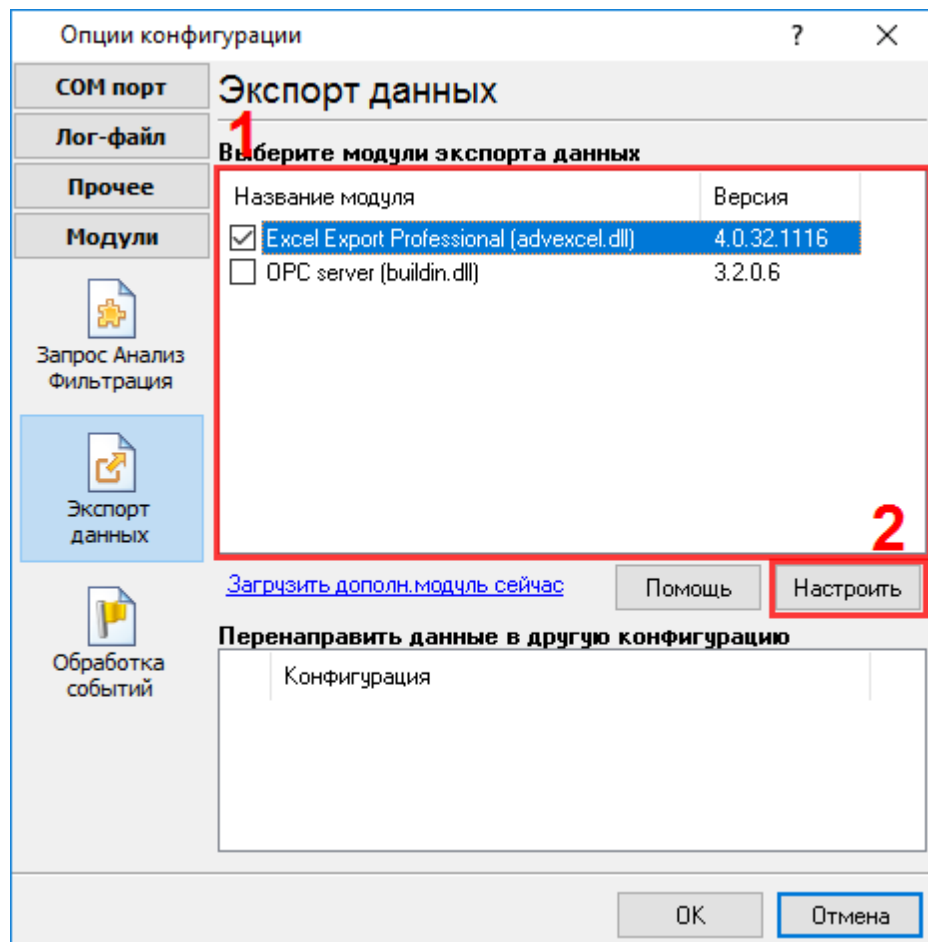 Опции конфигурации
?
COM порт
Лог-файл
Прочее
Модули
Запрос Анализ
Фильтрация
Экспорт
данных
Обработка
событий
Экспорт данных
1
Выберите модули экспорта данных
Название модуля Версия
Excel Export Professional (advexcel.dll) 4.0.32.1116
OPC server (buildin.dll) 3.2.0.6
2
Загрузить дополн.модуль сейчас Помощь Настроить
Перенаправить данные в другую конфигурацию
Конфигурация
OK Отмена